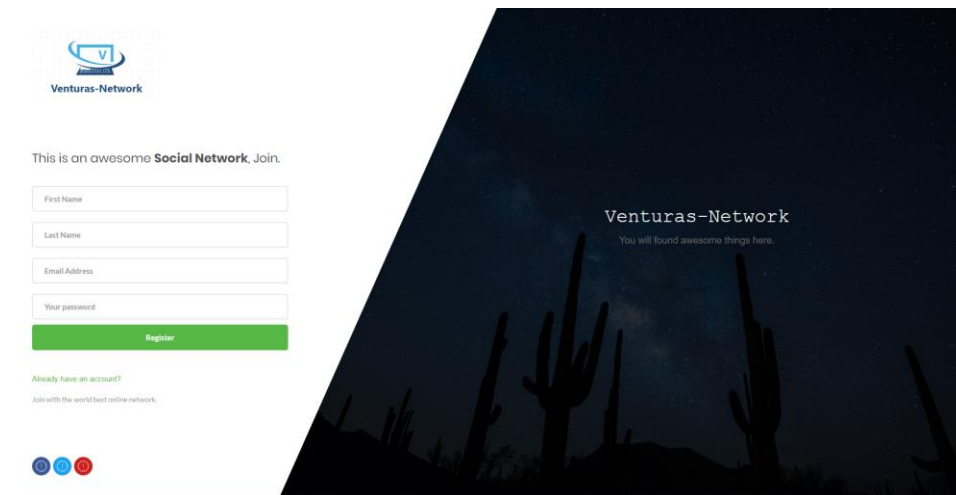 V
Venturas-Network
This is an awesome Social Network, Join.
First Name
Last Name
Email Address
Your password
Register
Already have an account?
Join with the world best online network.
Venturas-Network
You will found awesome things here.